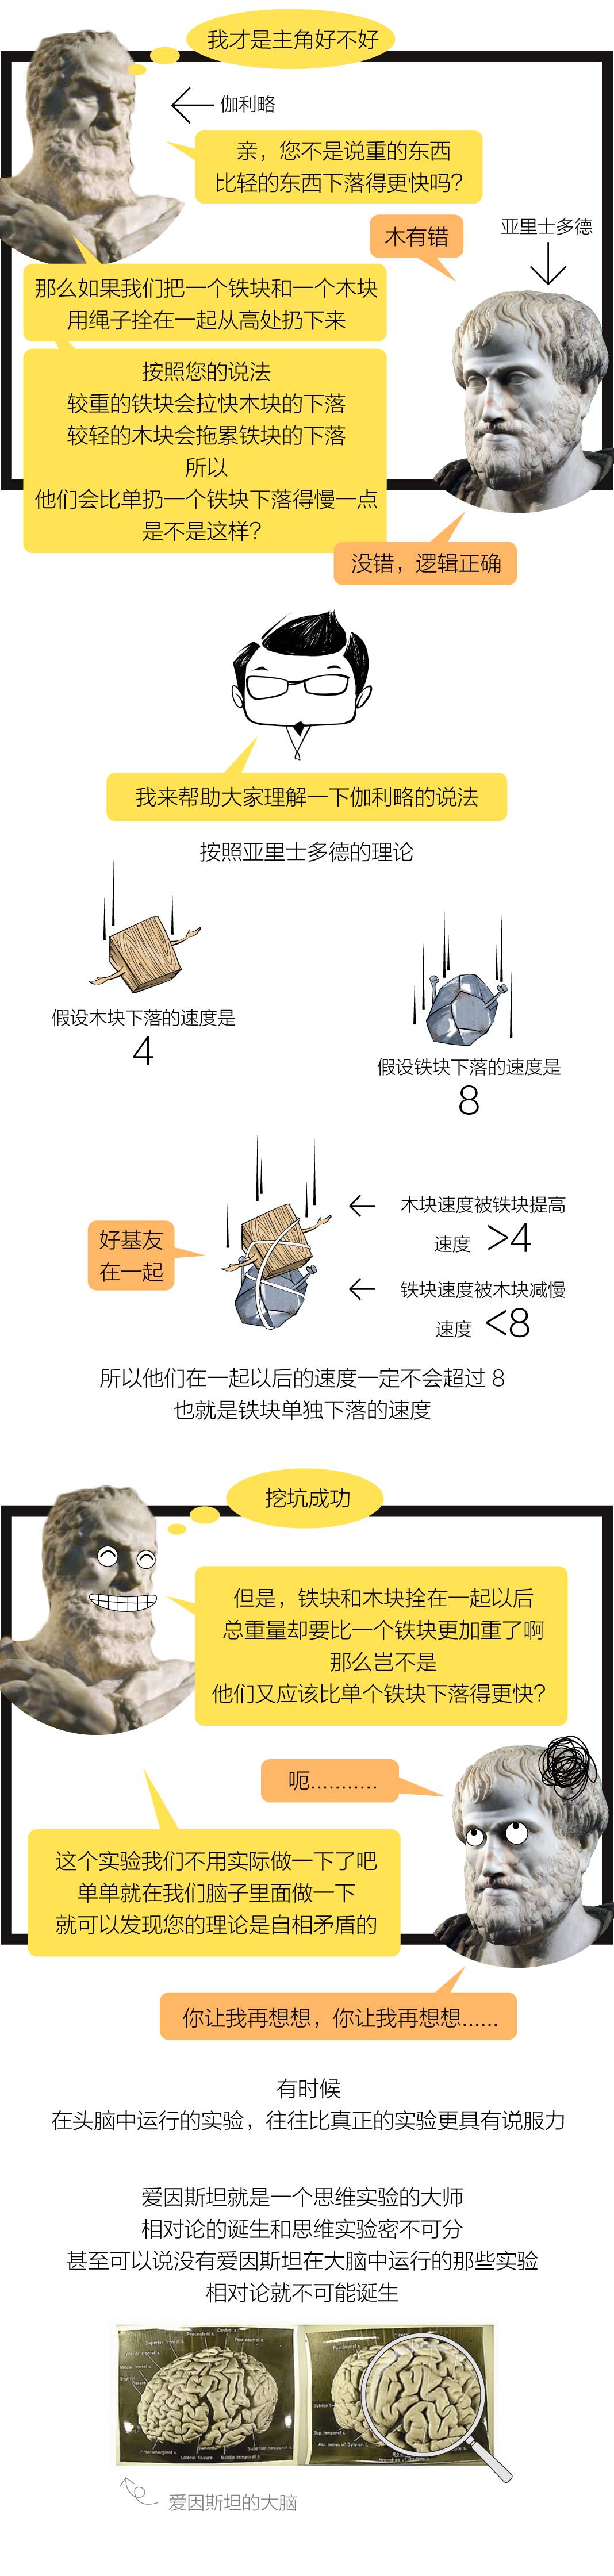 我才是主角好不好
伽利略
亲，您不是说重的东西
比轻的东西下落得更快吗？
木有错
亚里士多德
那么如果我们把一个铁块和一个木块
用绳子拴在一起从高处扔下来
按照您的说法
较重的铁块会拉快木块的下落
较轻的木块会拖累铁块的下落
所以
他们会比单扔一个铁块下落得慢一点
是不是这样？
没错，逻辑正确
我来帮助大家理解一下伽利略的说法
按照亚里士多德的理论
假设木块下落的速度是
4
假设铁块下落的速度是
8
好基友
在一起
木块速度被铁块提高
速度 >4
铁块速度被木块减慢
速度 <8
所以他们在一起以后的速度一定不会超过 8
也就是铁块单独下落的速度
挖坑成功
但是，铁块和木块拴在一起以后
总重量却要比一个铁块更加重了啊
那么岂不是
他们又应该比单个铁块下落得更快？
呃...........
这个实验我们不用实际做一下了吧
单单就在我们脑子里面做一下
就可以发现您的理论是自相矛盾的
你让我再想想，你让我再想想......
有时候
在头脑中运行的实验，往往比真正的实验更具有说服力
爱因斯坦就是一个思维实验的大师
相对论的诞生和思维实验密不可分
甚至可以说没有爱因斯坦在大脑中运行的那些实验
相对论就不可能诞生
爱因斯坦的大脑